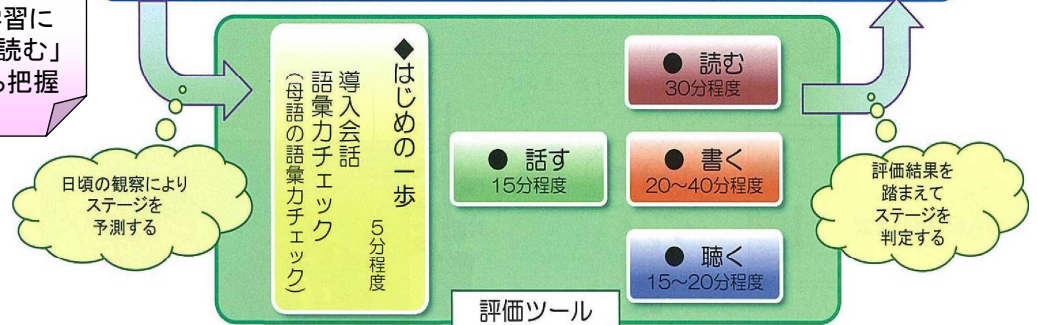 習に
読む」
ら把握
◆はじめの一歩
導入会話
語彙力チェック
（母語の語彙力チェック）
5分程度
● 話す
15分程度
● 読む
30分程度
● 書く
20～40分程度
● 聴く
15～20分程度
評価ツール
日頃の観察により
ステージを
予測する
評価結果を
踏まえて
ステージを
判定する